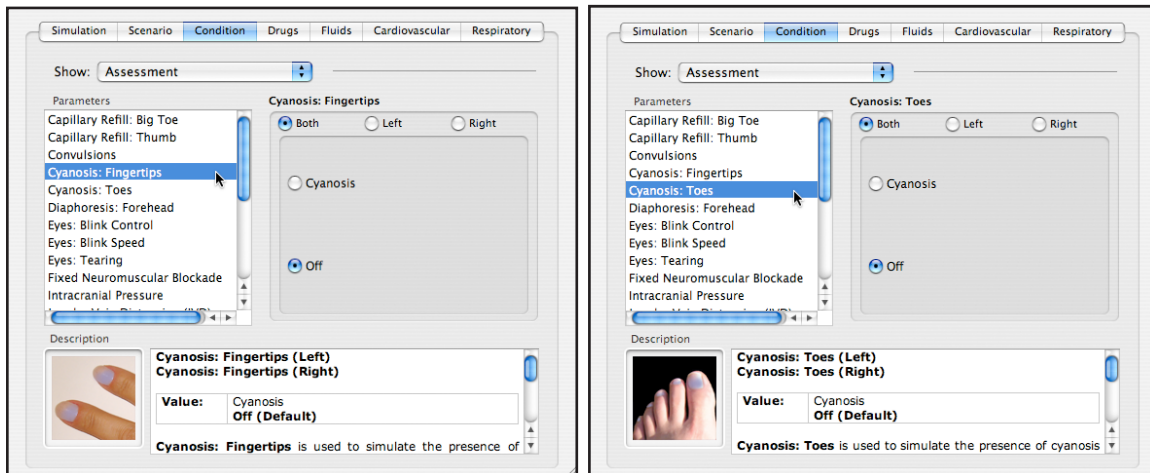 Simulation Scenario Condition Drugs Fluids Cardiovascular Respiratory
Show: Assessment
Parameters
Capillary Refill: Big Toe
Capillary Refill: Thumb
Convulsions
Cyanosis: Fingertips
Cyanosis: Toes
Diaphoresis: Forehead
Eyes: Blink Control
Eyes: Blink Speed
Eyes: Tearing
Fixed Neuromuscular Blockade
Intracranial Pressure
Cyanosis: Fingertips
Both Left Right
Cyanosis
Off
Description
Cyanosis: Fingertips (Left)
Cyanosis: Fingertips (Right)
Value: Cyanosis
Off (Default)
Cyanosis: Fingertips is used to simulate the presence of
Simulation Scenario Condition Drugs Fluids Cardiovascular Respiratory
Show: Assessment
Parameters
Capillary Refill: Big Toe
Capillary Refill: Thumb
Convulsions
Cyanosis: Fingertips
Cyanosis: Toes
Diaphoresis: Forehead
Eyes: Blink Control
Eyes: Blink Speed
Eyes: Tearing
Fixed Neuromuscular Blockade
Intracranial Pressure
Cyanosis: Toes
Both Left Right
Cyanosis
Off
Description
Cyanosis: Toes (Left)
Cyanosis: Toes (Right)
Value: Cyanosis
Off (Default)
Cyanosis: Toes is used to simulate the presence of cyanosis